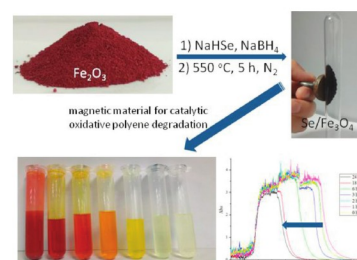 Fe₂O₃
1) NaHSe, NaBH₄
2) 550 °C, 5 h, N₂
Se/Fe₃O₄
magnetic material for catalytic
oxidative polyene degradation